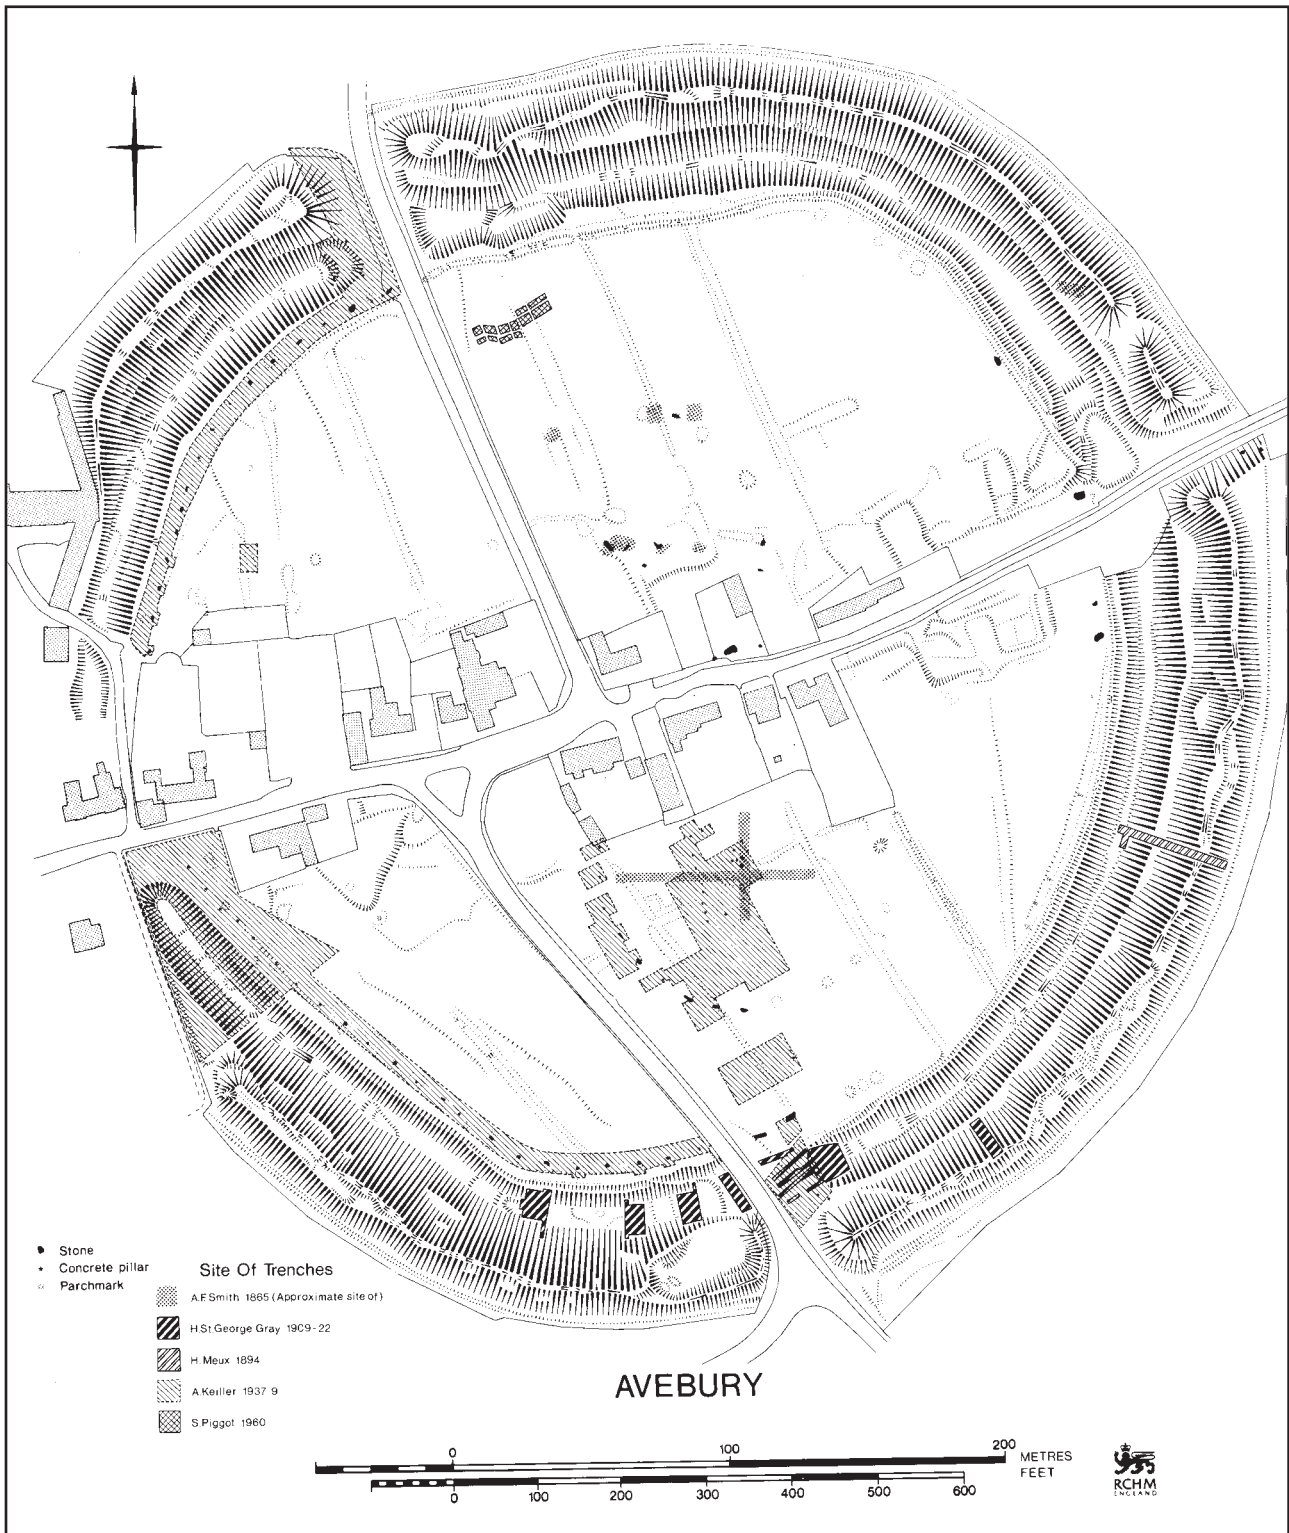 Stone
Concrete pillar
Parchmark
Site Of Trenches
A.F.Smith 1865 (Approximate site of)
H.St.George Gray 1909-22
H. Meux 1894
A.Keiller 1937 9
S.Piggot 1960
AVEBURY
0 100 200 METRES
FEET
0 100 200 300 400 500 600
RCHM
ENGLAND